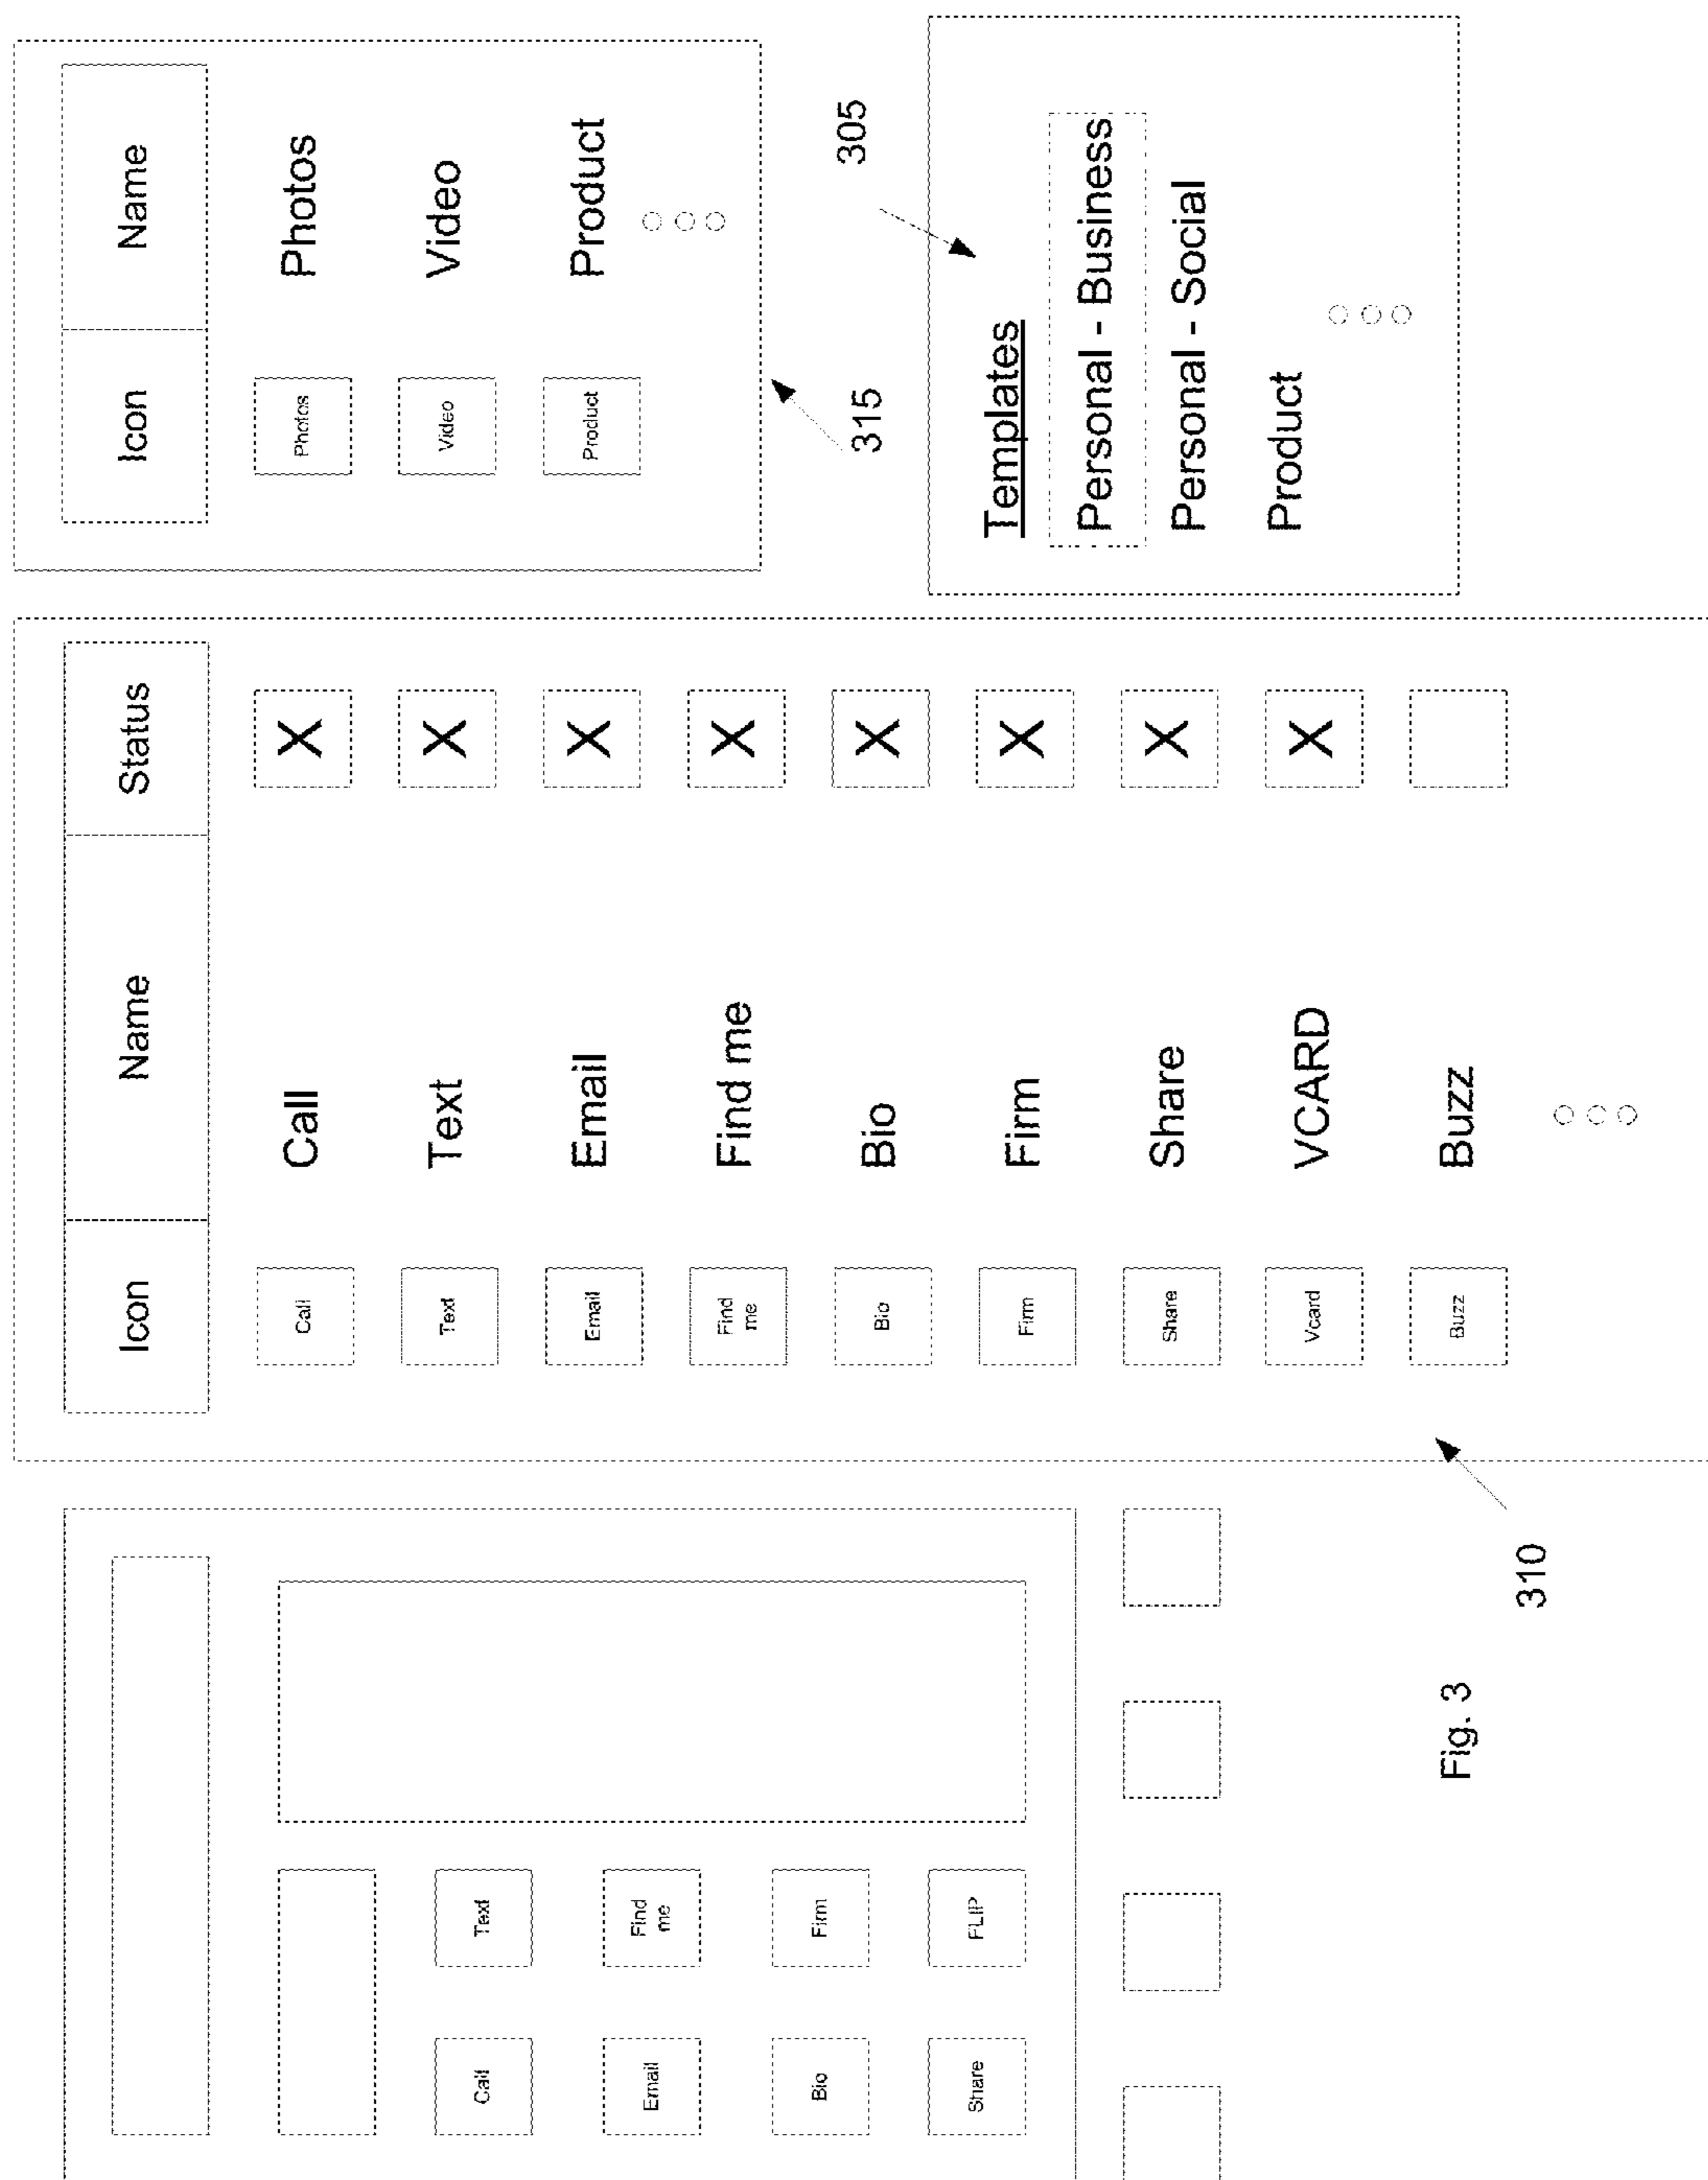 Call
Text
Email
Find
me
Bio
Firm
Share
FLIP
Icon
Name
Status
Call
Call
X
Text
Text
X
Email
Email
X
Find
me
Find me
X
Bio
Bio
X
Firm
Firm
X
Share
Share
X
Vcard
VCARD
X
Buzz
Buzz
310
Icon
Name
Photos
Photos
Video
Video
Product
Product
315
305
Templates
Personal - Business
Personal - Social
Product
Fig. 3